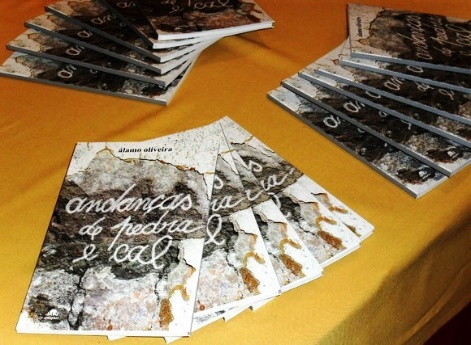 álamo oliveira
andanças
de pedra
e cal